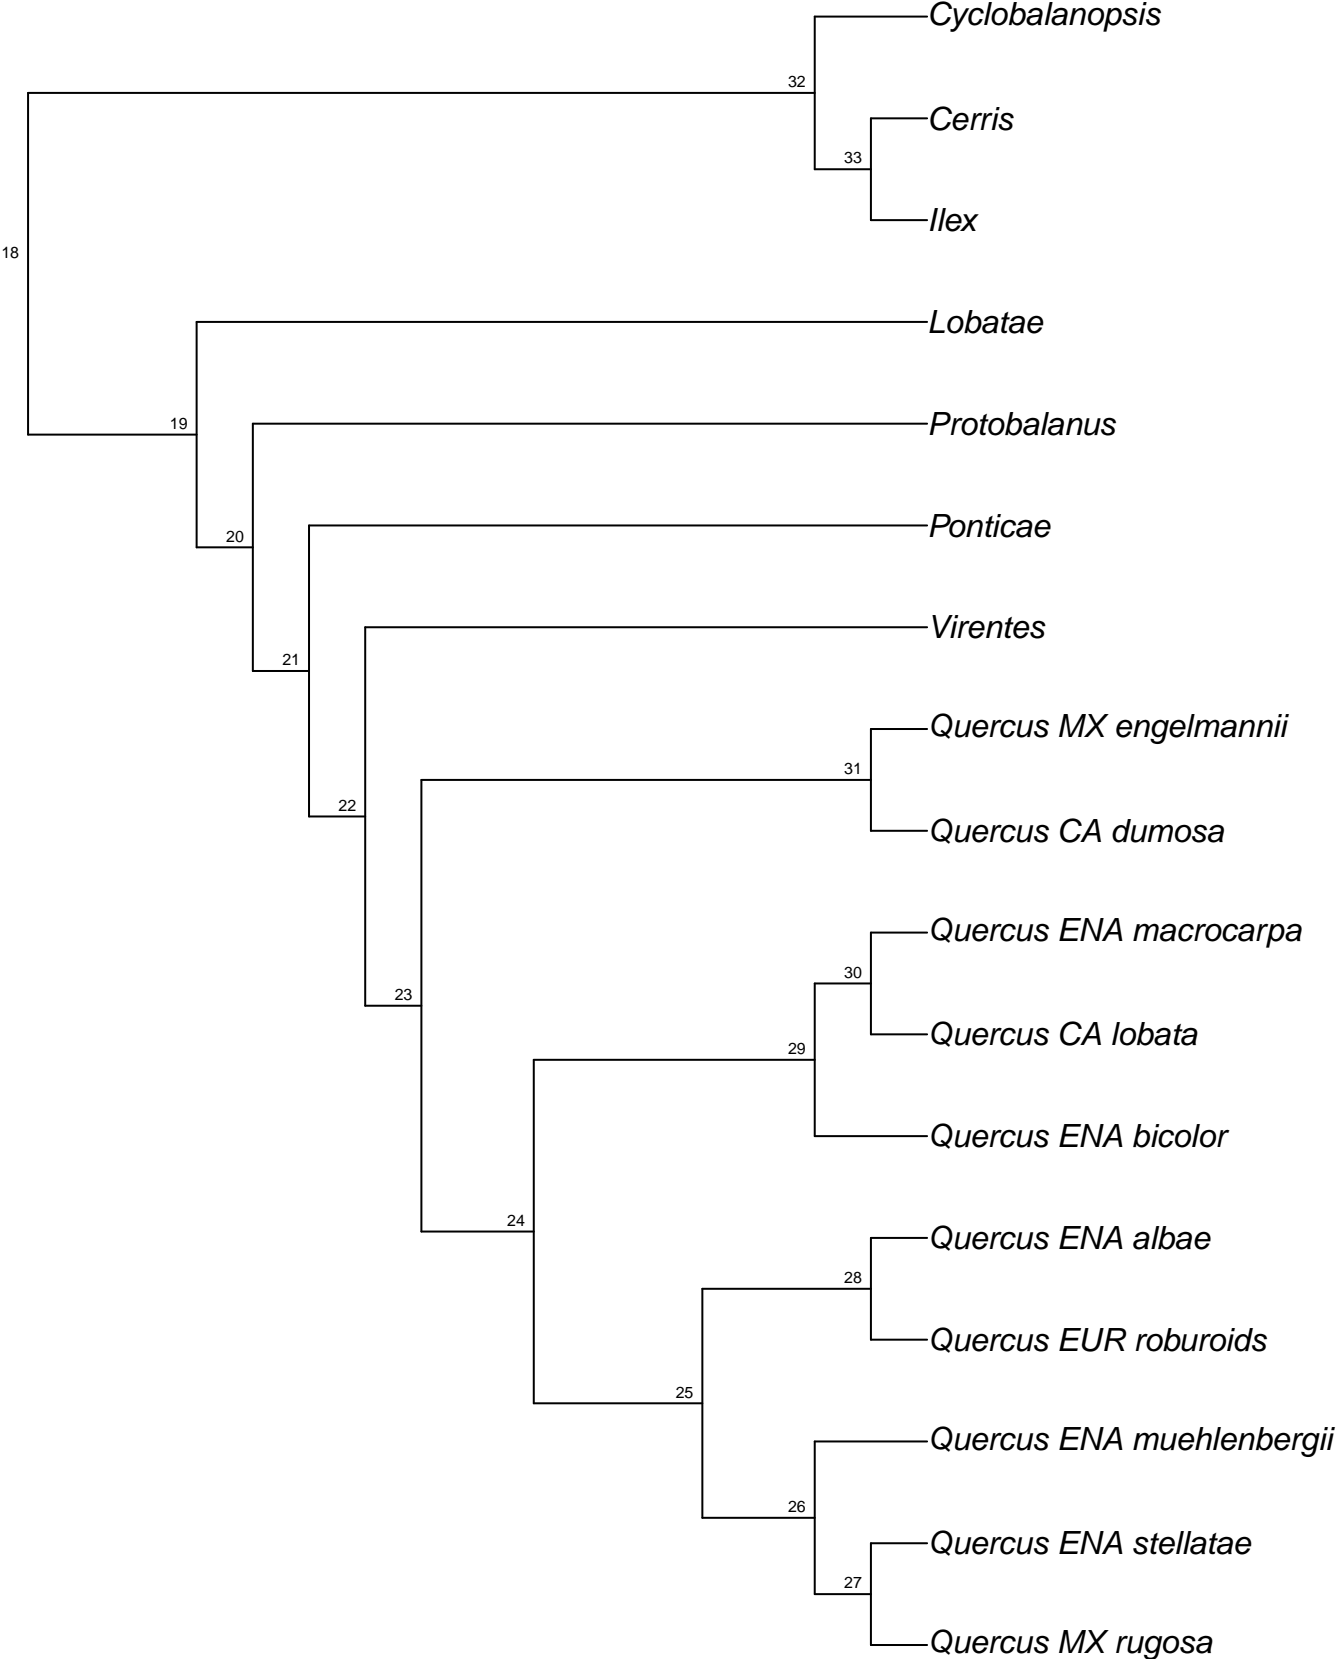 Cyclobalanopsis
32
Cerris
33
Ilex
18
Lobatae
19
Protobalanus
20
Ponticae
21
Virentes
Quercus MX engelmannii
31
22
Quercus CA dumosa
Quercus ENA macrocarpa
30
23
Quercus CA lobata
29
Quercus ENA bicolor
24
Quercus ENA albae
28
Quercus EUR roburoids
25
Quercus ENA muehlenbergii
26
Quercus ENA stellatae
27
Quercus MX rugosa